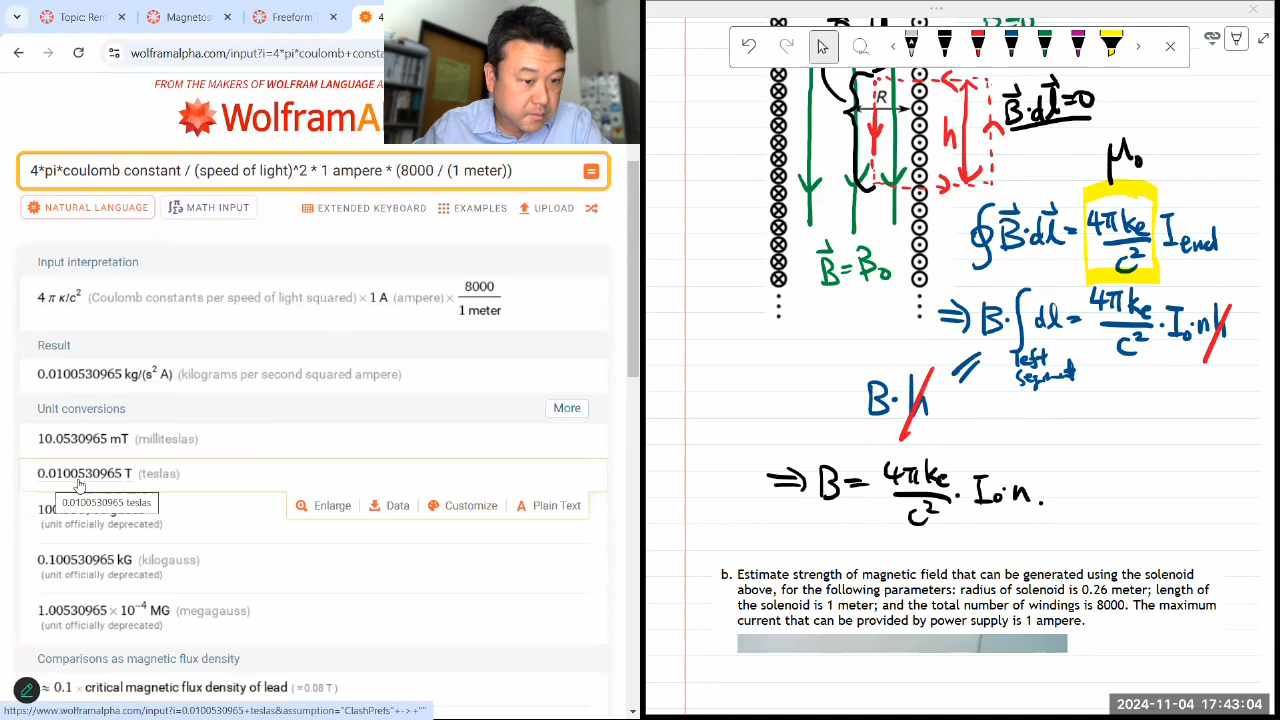 Topic Rem
Magnetos
Freeform
4
wolframalpha.com/input?i=4*pi*coulomb+consta
FROM THE MAKERS OF WOLFRAM LANGUAGE A
WolframA
4*pi*coulomb constant / (speed of light^2 * 1 ampere * (8000 / (1 meter))
NATURAL LANGUAGE
MATH INPUT
EXTENDED KEYBOARD
EXAMPLES
UPLOAD
Input interpretation
4 π κ/c² (Coulomb constants per speed of light squared) × 1 A (ampere) × 8000 / 1 meter
Result
0.0100530965 kg/(s² A) (kilograms per second squared ampere)
Unit conversions
More
10.0530965 mT (milliteslas)
0.0100530965 T (teslas)
0.0100530965 teslas
Enlarge
Data
Customize
Plain Text
(unit officially deprecated)
0.100530965 kG (kilogauss)
(unit officially deprecated)
1.00530965 × 10⁻⁴ MG (megagauss)
(unit officially deprecated)
Comparisons as magnetic flux density
≈ 0.1 × critical magnetic flux density of lead (≈ 0.08 T)
https://www.wolframalpha.com/input?i=0.0100530965+teslas&assumption="ClashPrefs"+->+""
B=0
R
h
B⃗·dl⃗=0
μ₀
∮B⃗·dl⃗ = 4πkₑ/c² I end
B⃗=B₀
⇒ B·∫dl = 4πkₑ/c² · I₀·nh
left
segment
B·h
⇒ B = 4πkₑ/c² · I₀·n.
b. Estimate strength of magnetic field that can be generated using the solenoid
above, for the following parameters: radius of solenoid is 0.26 meter; length of
the solenoid is 1 meter; and the total number of windings is 8000. The maximum
current that can be provided by power supply is 1 ampere.
2024-11-04 17:43:04